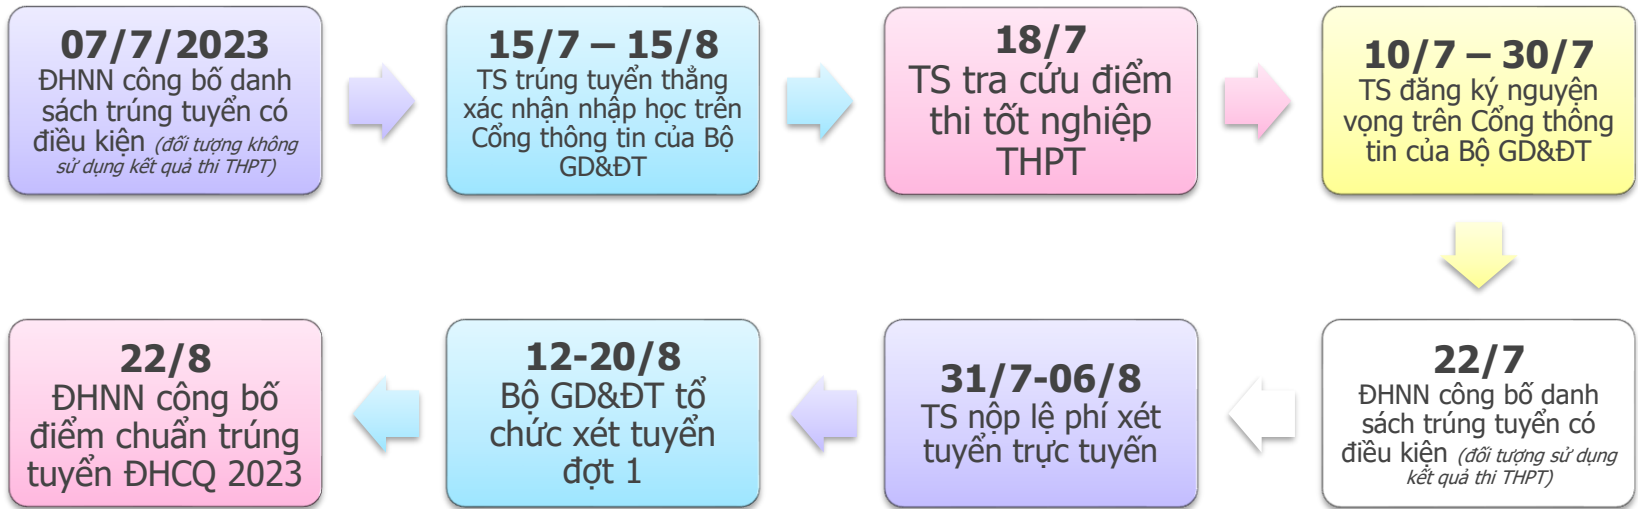 07/7/2023
ĐHNN công bố danh
sách trúng tuyển có
điều kiện (đối tượng không
sử dụng kết quả thi THPT)
15/7 – 15/8
TS trúng tuyển thẳng
xác nhận nhập học trên
Cổng thông tin của Bộ
GD&ĐT
18/7
TS tra cứu điểm
thi tốt nghiệp
THPT
10/7 – 30/7
TS đăng ký nguyện
vọng trên Cổng thông
tin của Bộ GD&ĐT
22/7
ĐHNN công bố danh
sách trúng tuyển có
điều kiện (đối tượng sử dụng
kết quả thi THPT)
31/7-06/8
TS nộp lệ phí xét
tuyển trực tuyến
12-20/8
Bộ GD&ĐT tổ
chức xét tuyển
đợt 1
22/8
ĐHNN công bố
điểm chuẩn trúng
tuyển ĐHCQ 2023